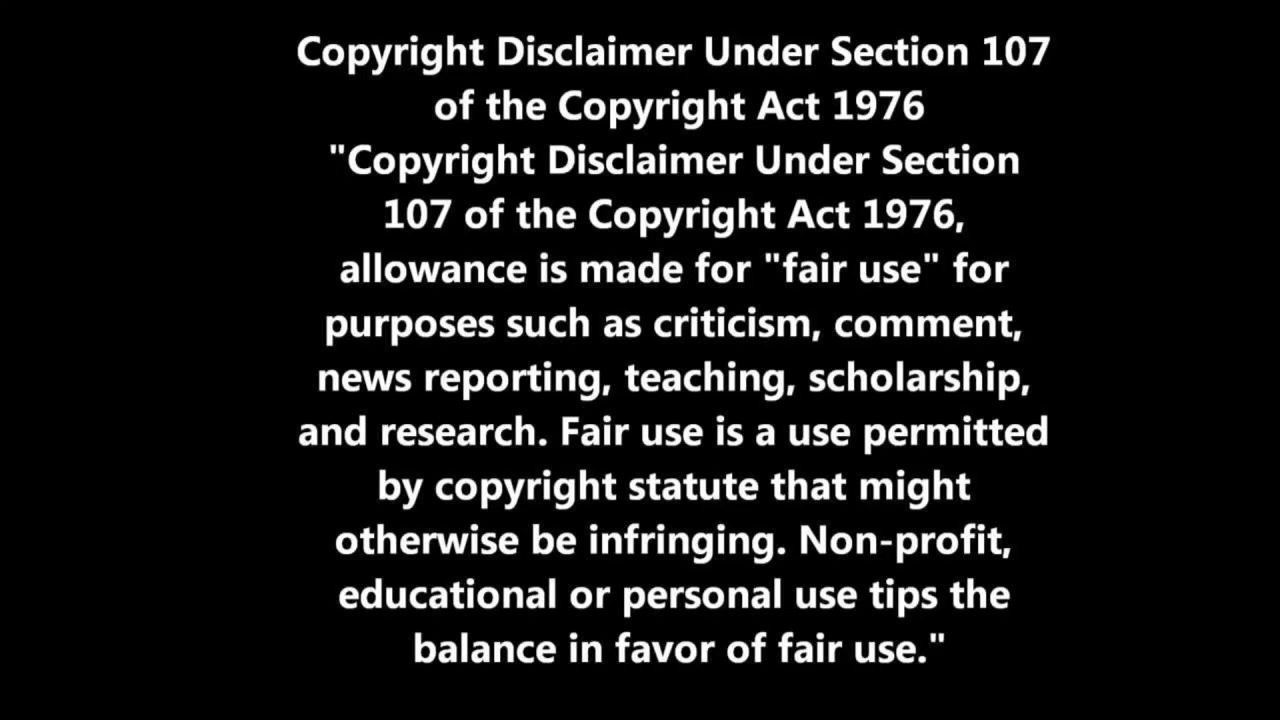 Copyright Disclaimer Under Section 107
of the Copyright Act 1976
"Copyright Disclaimer Under Section
107 of the Copyright Act 1976,
allowance is made for "fair use" for
purposes such as criticism, comment,
news reporting, teaching, scholarship,
and research. Fair use is a use permitted
by copyright statute that might
otherwise be infringing. Non-profit,
educational or personal use tips the
balance in favor of fair use."